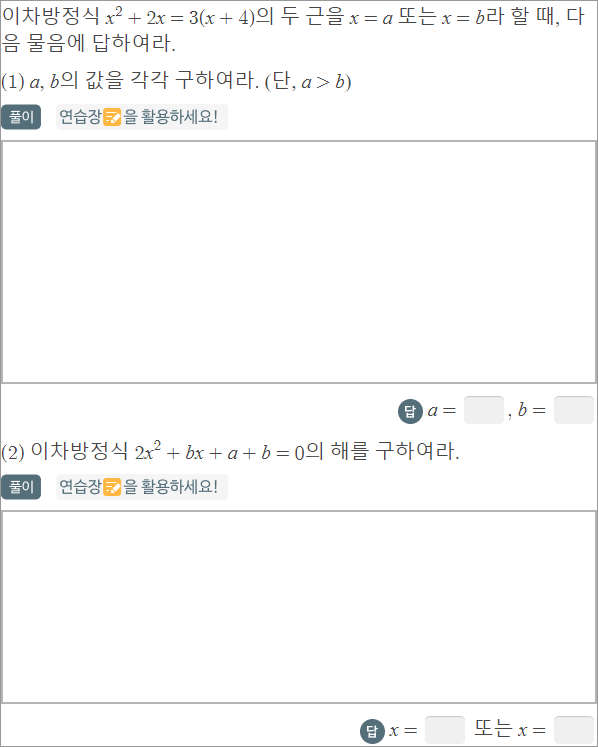 이차방정식 x² + 2x = 3(x + 4)의 두 근을 x = a 또는 x = b라 할 때, 다
음 물음에 답하여라.
(1) a, b의 값을 각각 구하여라. (단, a > b)
풀이 연습장을 활용하세요!
답 a = , b =
(2) 이차방정식 2x² + bx + a + b = 0의 해를 구하여라.
풀이 연습장을 활용하세요!
답 x = 또는 x =